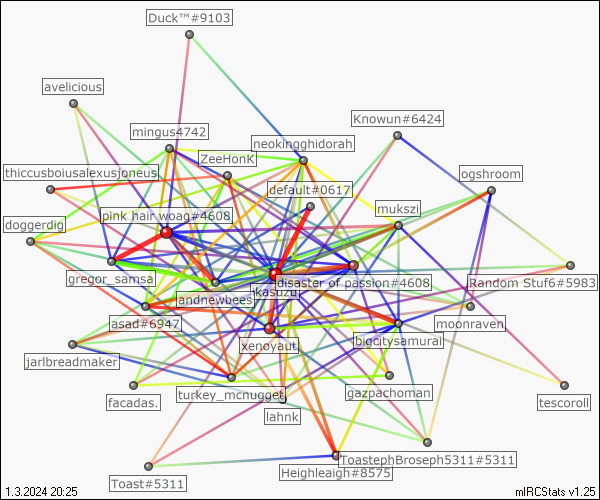 Duck™#9103
avelicious
Knowun#6424
mingus4742
neokingghidorah
ZeeHonK
thiccusboiusalexusjoneus
ogshroom
default#0617
pink hair woag#4608
mukszi
doggerdig
gregor_samsa
disaster of passion#4608
Random Stuf6#5983
kasuzu
andnewbees
asad#6947
moonraven
xenoyautj
bigcitysamurai
jarlbreadmaker
facadas.
turkey_mcnugget
gazpachoman
tescoroll
lahnk
ToastephBroseph5311#5311
Heighleaigh#8575
Toast#5311
1.3.2024 20:25
mIRCStats v1.25